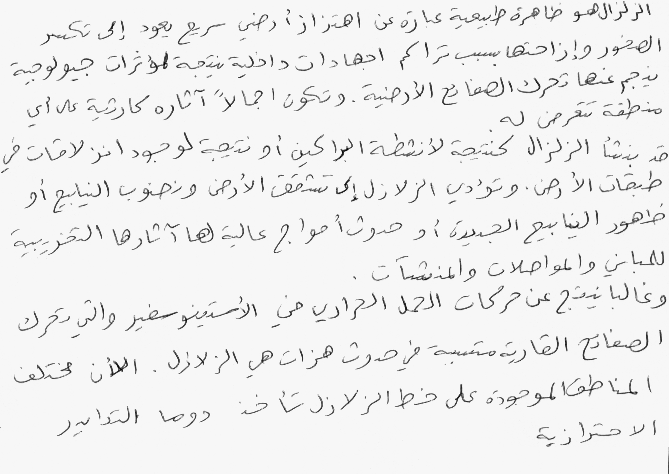 الزلزال هو ظاهرة طبيعية عبارة عن اهتزاز أرضي سريع يعود إلى تكسر
الصخور وإزاحتها بسبب تراكم اجهادات داخلية نتيجة لمؤثرات جيولوجية
ينجم عنها تحرك الصفائح الأرضية. وتكون اجمالاً آثاره كارثية على أي
منطقة تتعرض له
قد ينشأ الزلزال كنتيجة لأنشطة البراكين أو نتيجة لوجود انزلاقات في
طبقات الأرض. وتؤدي الزلازل إلى تشقق الأرض ونضوب الينابيع أو
ظهور الينابيع الجديدة أو حدوث أمواج عالية لها آثارها التخريبية
للمباني والمواصلات والمنشآت.
وغالبا ينتج عن حركات الحمل الحراري في الأستينوسفير والتي تحرك
الصفائح القارية متسببة في حدوث هزات هي الزلازل. الأن مختلف
المناطق الموجودة على خط الزلازل تأخذ دوما التدابير
الاحترازية